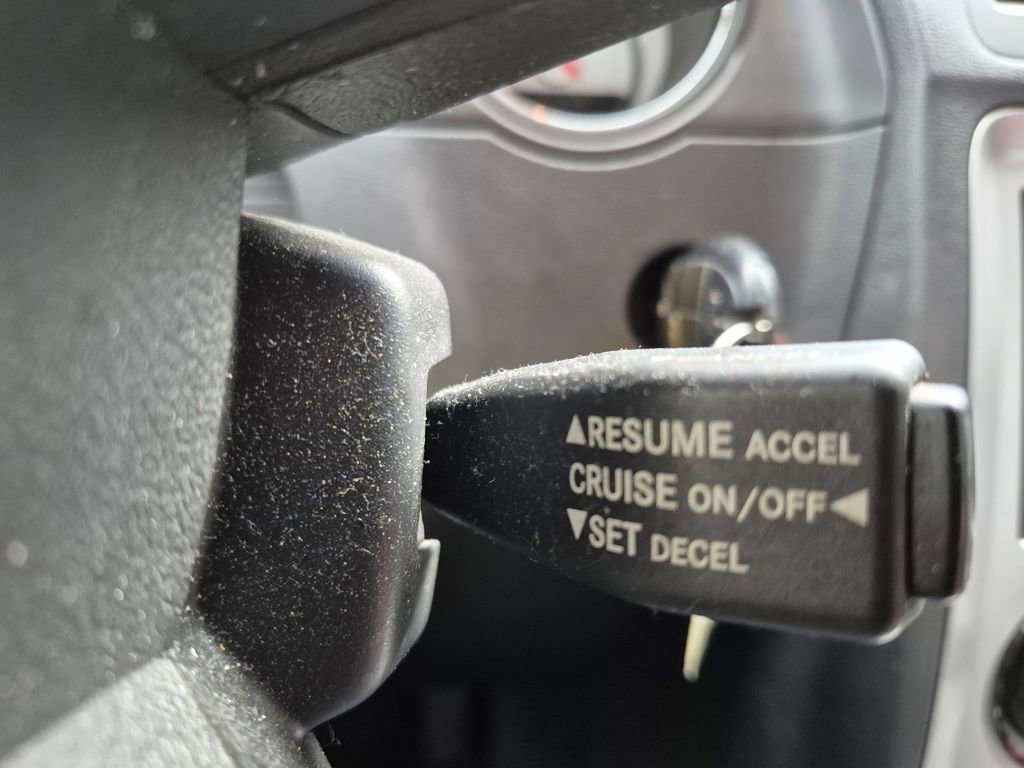 ▲RESUME ACCEL
CRUISE ON/OFF◀
▼SET DECEL